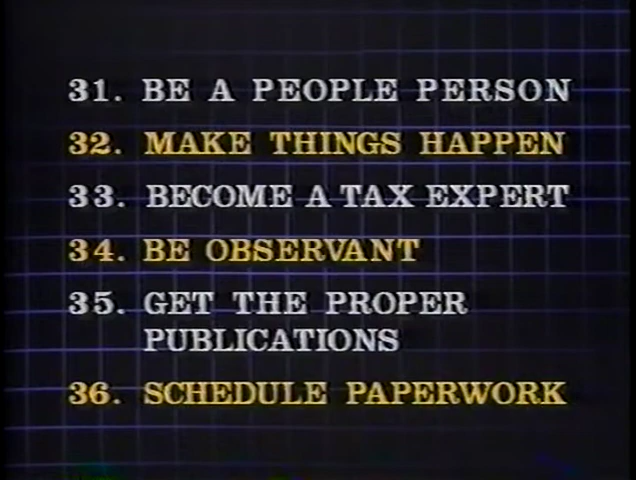 31. BE A PEOPLE PERSON
32. MAKE THINGS HAPPEN
33. BECOME A TAX EXPERT
34. BE OBSERVANT
35. GET THE PROPER
PUBLICATIONS
36. SCHEDULE PAPERWORK